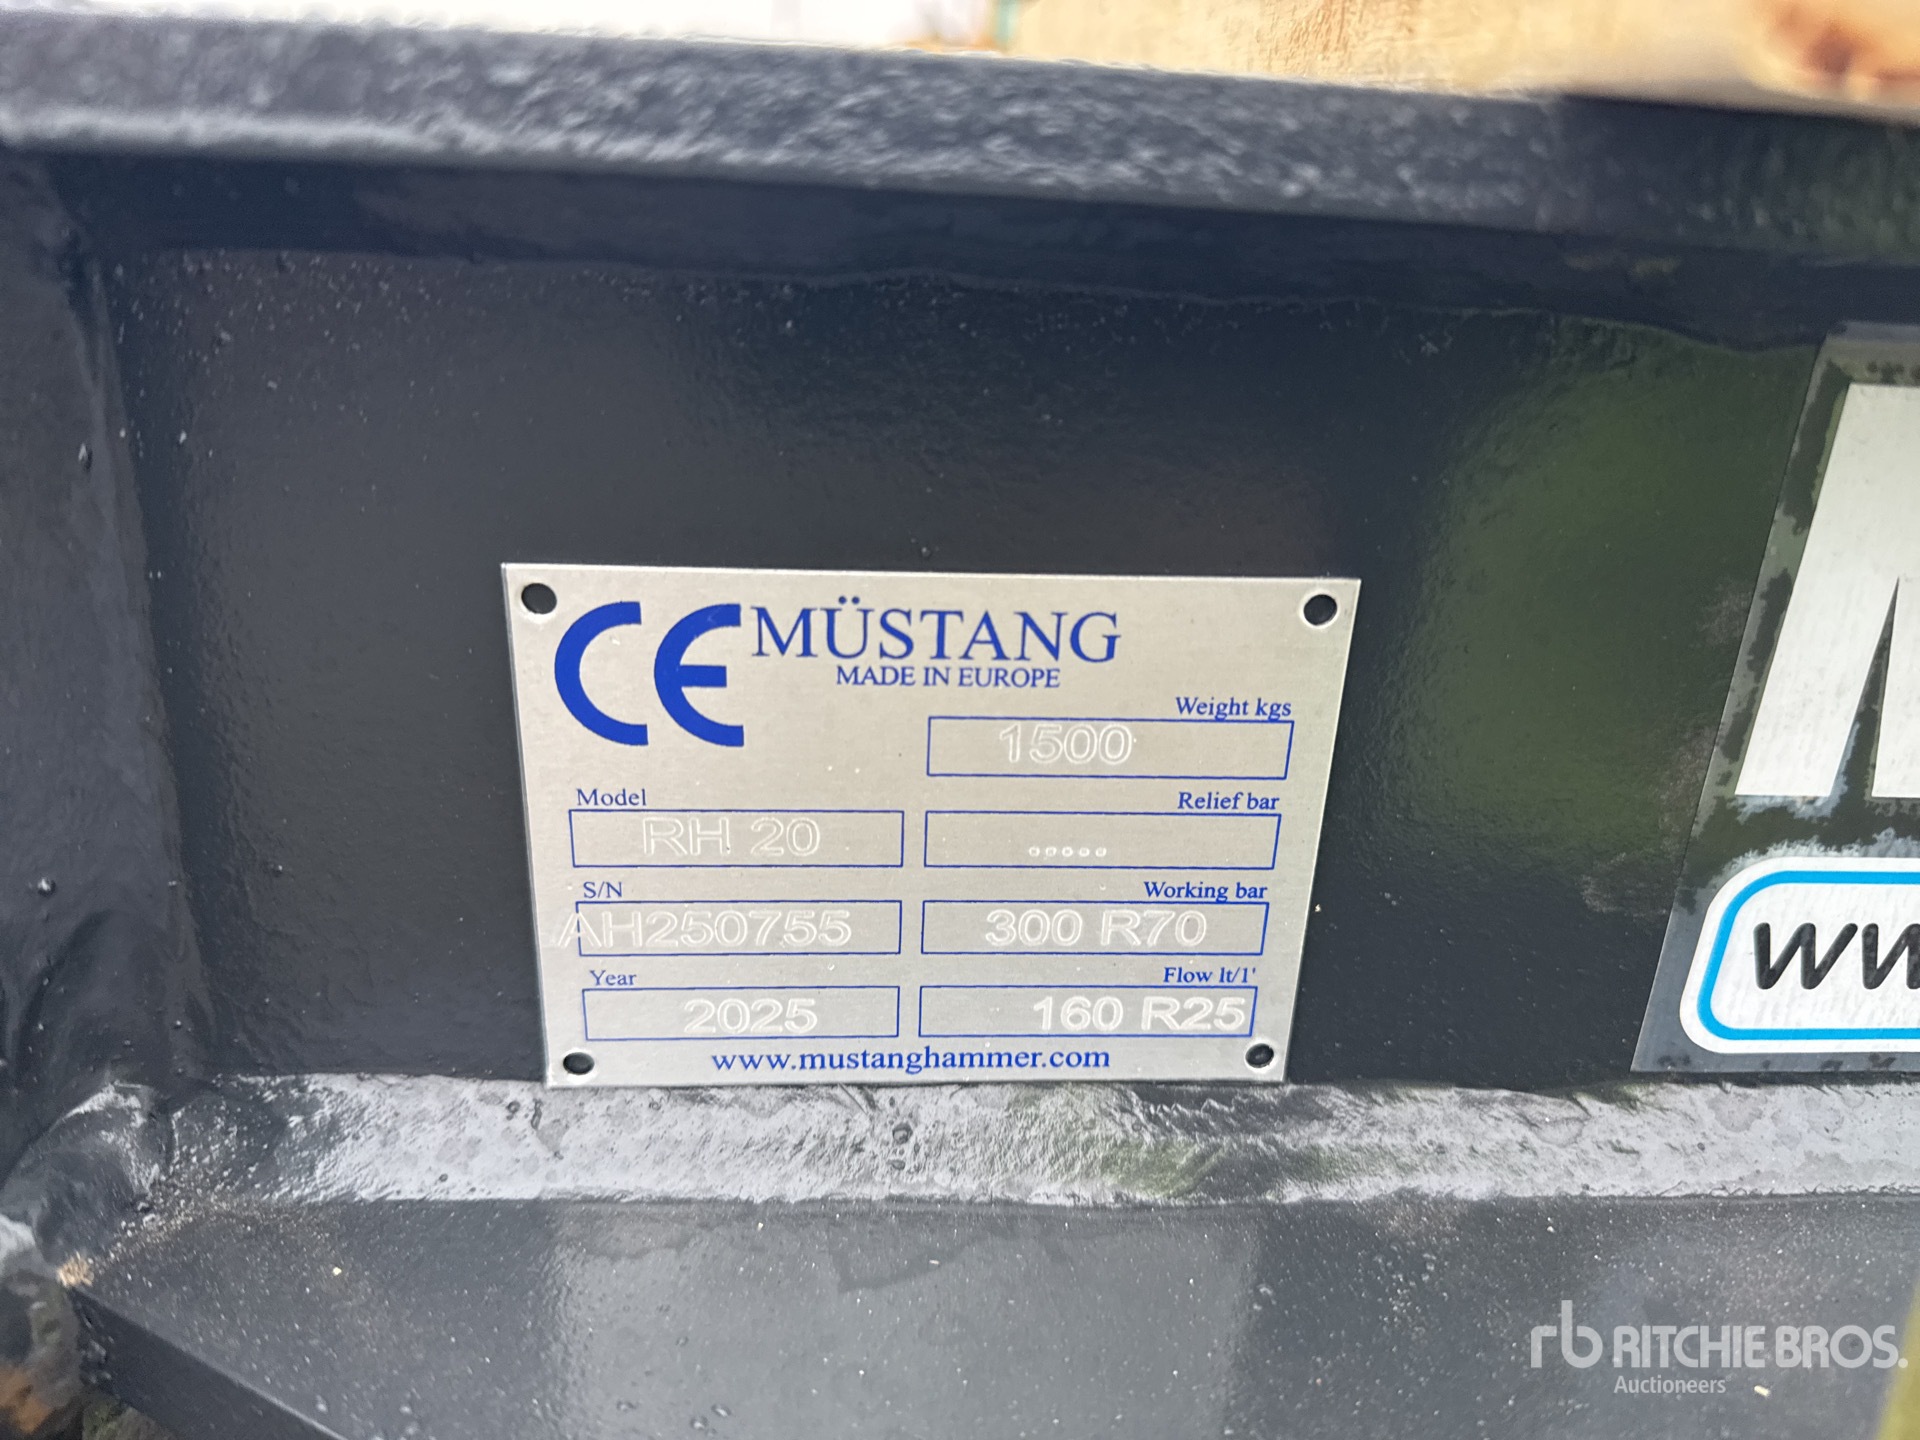 CE MÜSTANG
MADE IN EUROPE
Weight kgs
1500
Model
RH 20
Relief bar
.....
S/N
AH250755
Working bar
300 R70
Year
2025
Flow lt/1'
160 R25
www.mustanghammer.com
M
ww
rb RITCHIE BROS.
Auctioneers